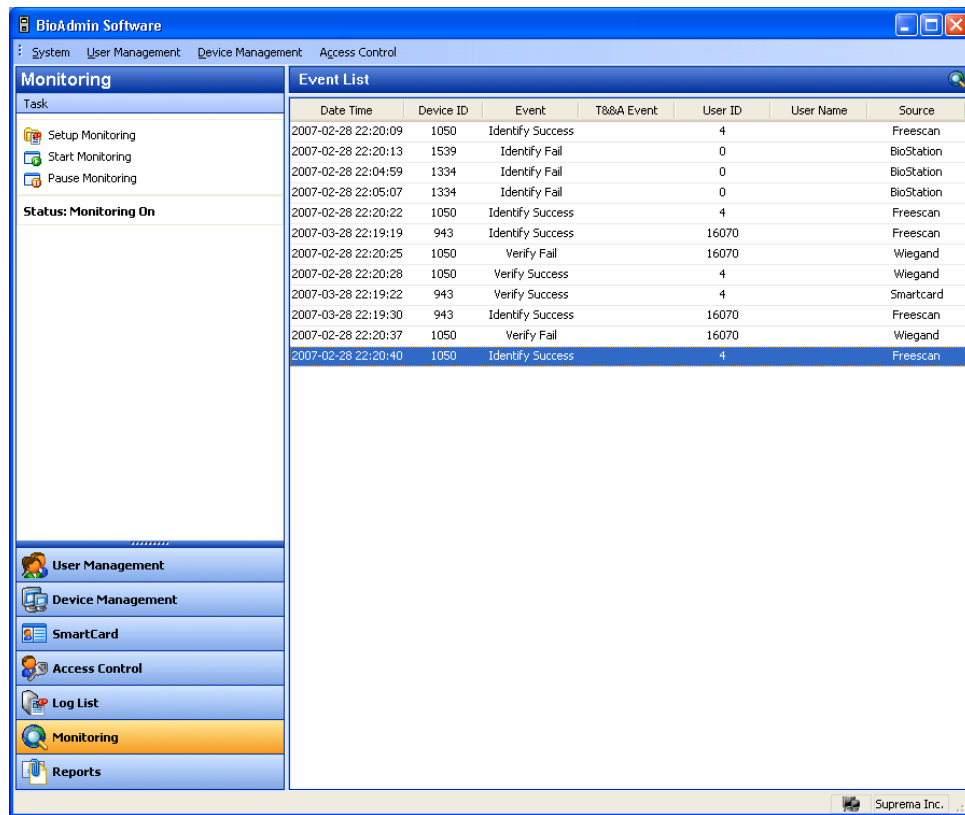 BioAdmin Software
System User Management Device Management Access Control
Monitoring
Task
Setup Monitoring
Start Monitoring
Pause Monitoring
Status: Monitoring On
User Management
Device Management
SmartCard
Access Control
Log List
Monitoring
Reports
Event List
Date Time Device ID Event T&&A Event User ID User Name Source
2007-02-28 22:20:09 1050 Identify Success 4 Freescan
2007-02-28 22:20:13 1539 Identify Fail 0 BioStation
2007-02-28 22:04:59 1334 Identify Fail 0 BioStation
2007-02-28 22:05:07 1334 Identify Fail 0 BioStation
2007-02-28 22:20:22 1050 Identify Success 4 Freescan
2007-03-28 22:19:19 943 Identify Success 16070 Freescan
2007-02-28 22:20:25 1050 Verify Fail 16070 Wiegand
2007-02-28 22:20:28 1050 Verify Success 4 Wiegand
2007-03-28 22:19:22 943 Verify Success 4 Smartcard
2007-03-28 22:19:30 943 Identify Success 16070 Freescan
2007-02-28 22:20:37 1050 Verify Fail 16070 Wiegand
2007-02-28 22:20:40 1050 Identify Success 4 Freescan
Suprema Inc.